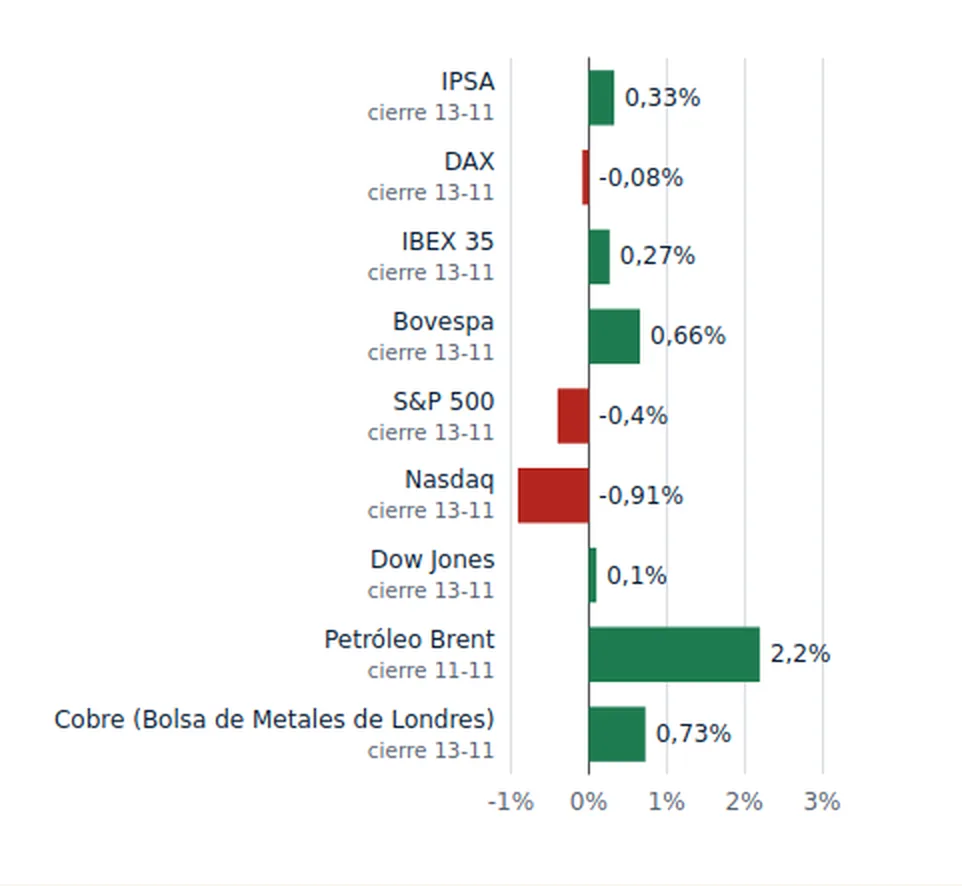 IPSA
cierre 13-11
0,33%
DAX
cierre 13-11
-0,08%
IBEX 35
cierre 13-11
0,27%
Bovespa
cierre 13-11
0,66%
S&P 500
cierre 13-11
-0,4%
Nasdaq
cierre 13-11
-0,91%
Dow Jones
cierre 13-11
0,1%
Petróleo Brent
cierre 11-11
2,2%
Cobre (Bolsa de Metales de Londres)
cierre 13-11
0,73%
-1% 0% 1% 2% 3%